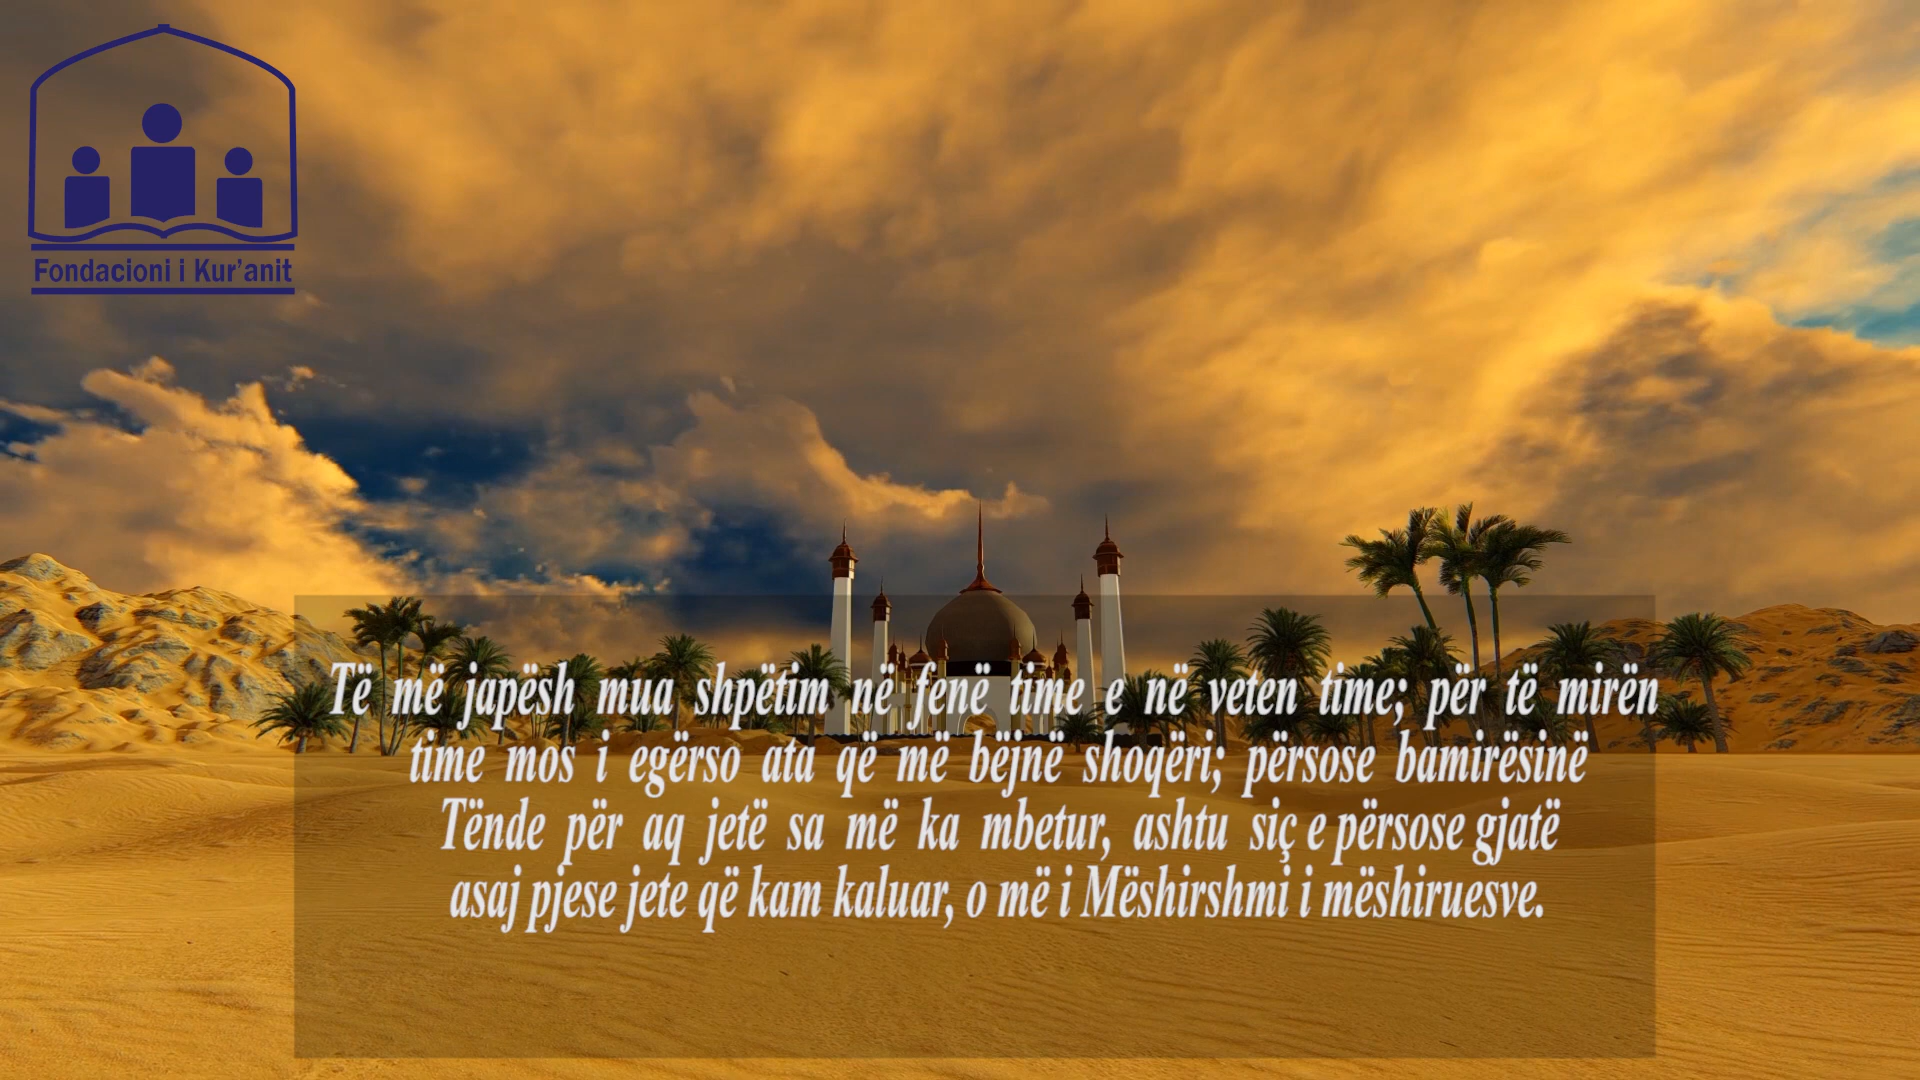 Fondacioni i Kur'anit
Të më japësh mua shpëtim në fenë time e në veten time; për të mirën
time mos i egërso ata që më bëjnë shoqëri; përsose bamirësinë
Tënde për aq jetë sa më ka mbetur, ashtu siç e përsose gjatë
asaj pjese jete që kam kaluar, o më i Mëshirshmi i mëshiruesve.